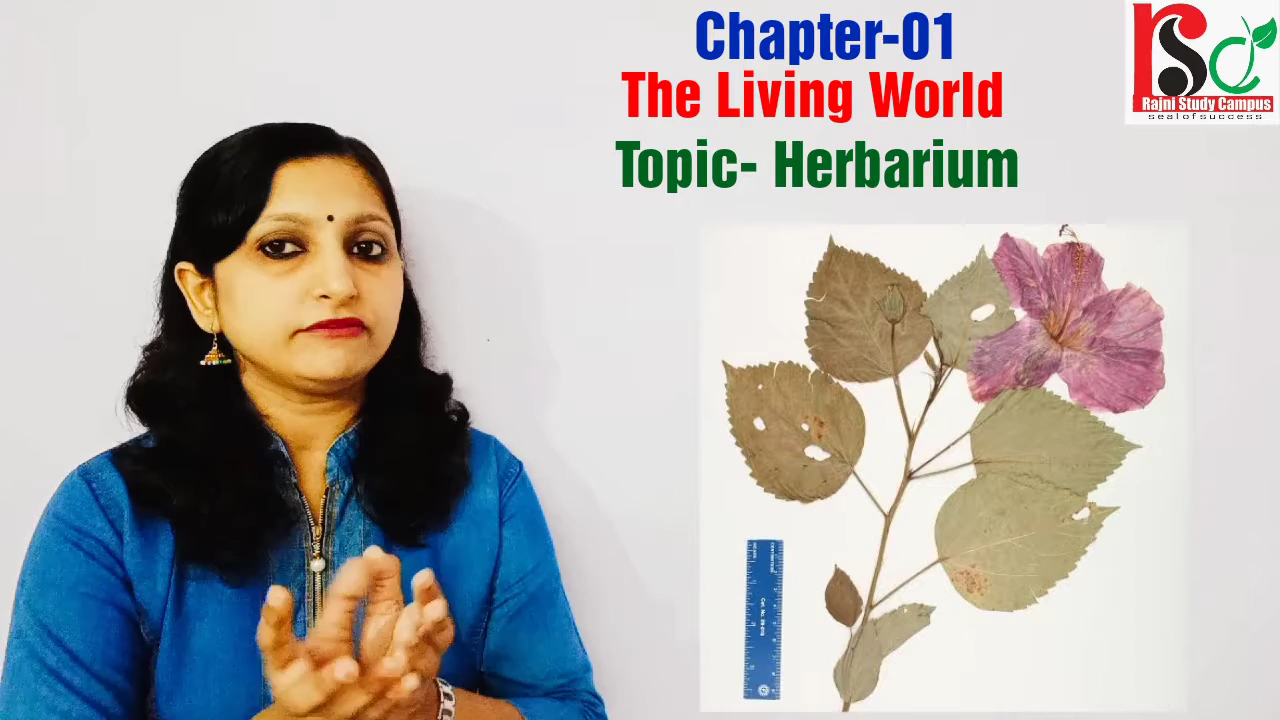 Chapter-01
The Living World
Topic- Herbarium
Rajni Study Campus
seal of success